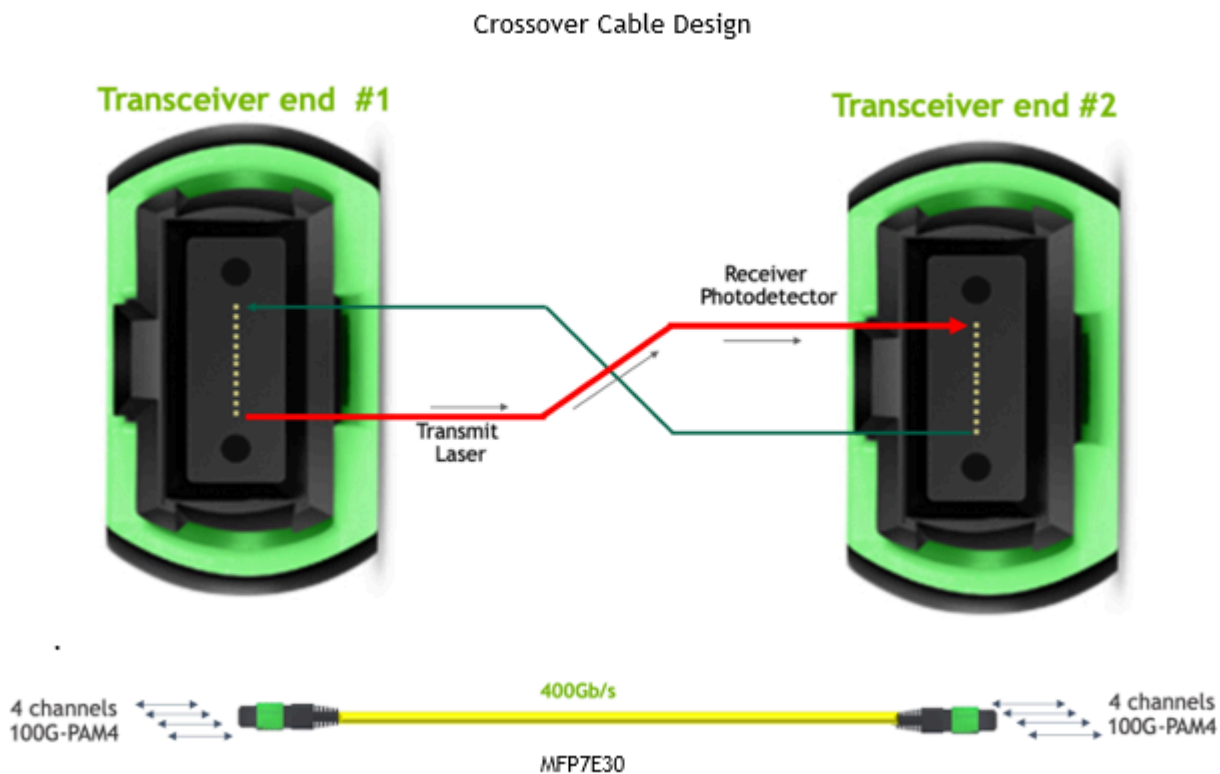 Crossover Cable Design
Transceiver end #1
Transceiver end #2
Receiver
Photodetector
Transmit
Laser
.
400Gb/s
4 channels
100G-PAM4
4 channels
100G-PAM4
MFP7E30